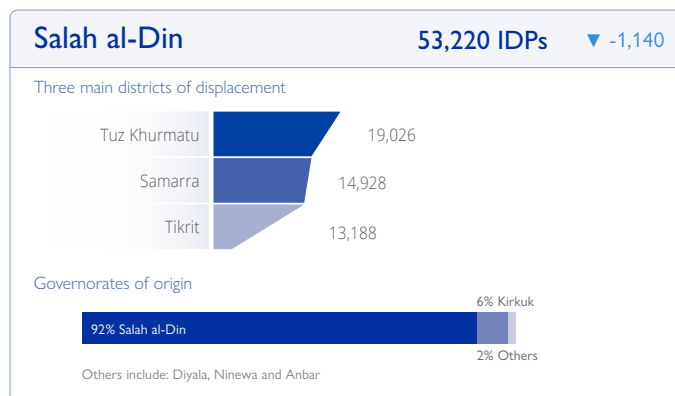 Salah al-Din 53,220 IDPs ▼ -1,140
Three main districts of displacement
Tuz Khurmatu 19,026
Samarra 14,928
Tikrit 13,188
Governorates of origin
6% Kirkuk
92% Salah al-Din
2% Others
Others include: Diyala, Ninewa and Anbar